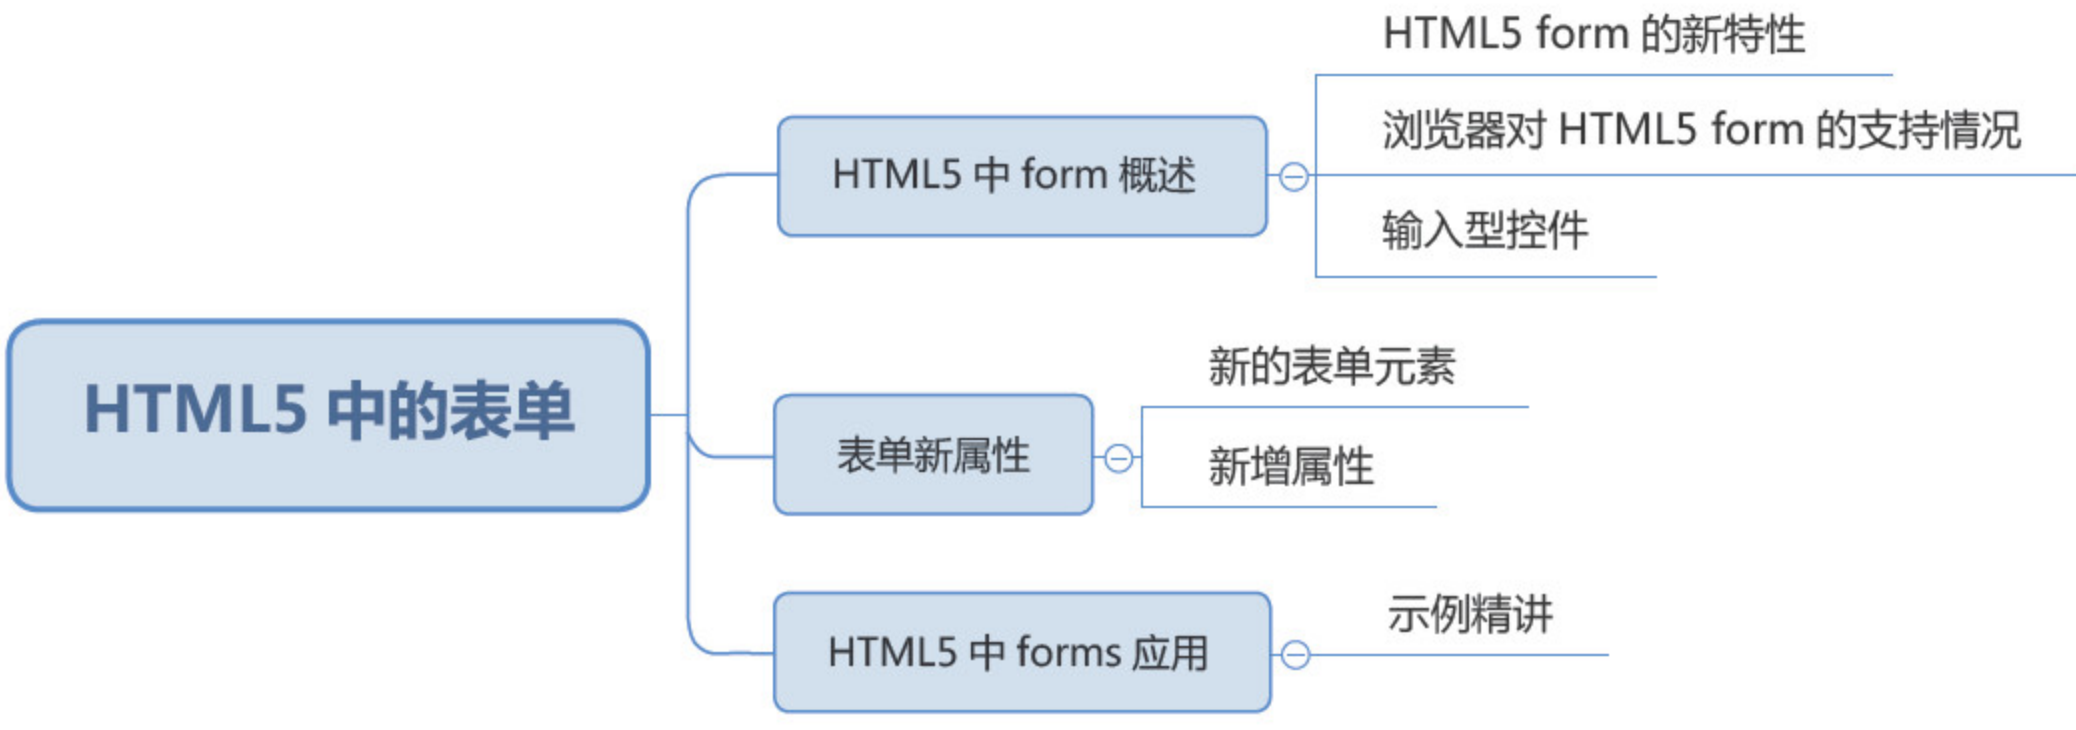 HTML5 中的表单
HTML5 中 form 概述
HTML5 form 的新特性
浏览器对 HTML5 form 的支持情况
输入型控件
表单新属性
新的表单元素
新增属性
HTML5 中 forms 应用
示例精讲